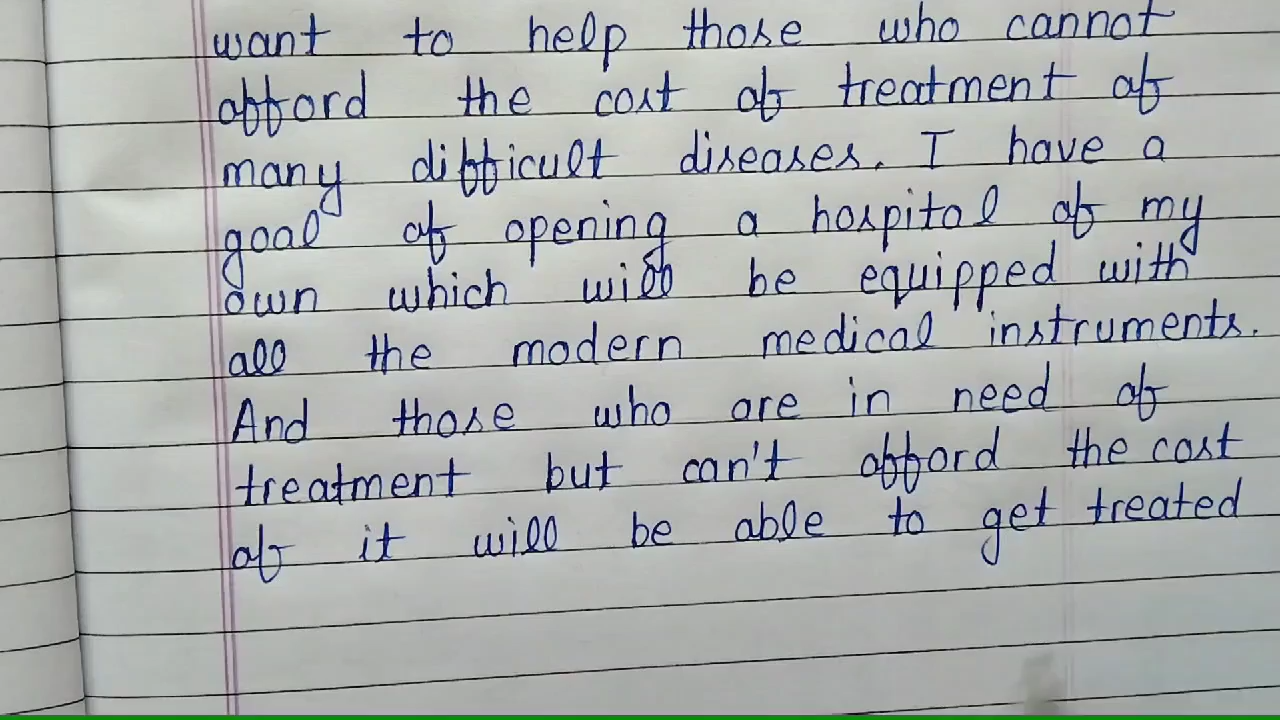 want to help those who cannot
afford the cost of treatment of
many difficult diseases. I have a
goal of opening a hospital of my
own which will be equipped with
all the modern medical instruments.
And those who are in need of
treatment but can't afford the cost
of it will be able to get treated